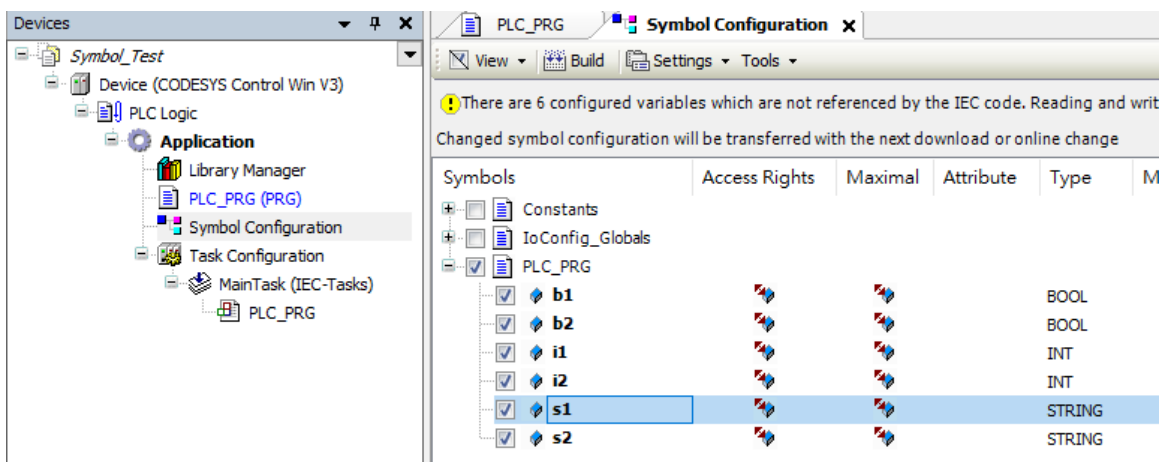 Devices
Symbol_Test
Device (CODESYS Control Win V3)
PLC Logic
Application
Library Manager
PLC_PRG (PRG)
Symbol Configuration
Task Configuration
MainTask (IEC-Tasks)
PLC_PRG
PLC_PRG Symbol Configuration
View Build Settings Tools
There are 6 configured variables which are not referenced by the IEC code. Reading and writ
Changed symbol configuration will be transferred with the next download or online change
Symbols Access Rights Maximal Attribute Type M
Constants
IoConfig_Globals
PLC_PRG
b1 BOOL
b2 BOOL
i1 INT
i2 INT
s1 STRING
s2 STRING